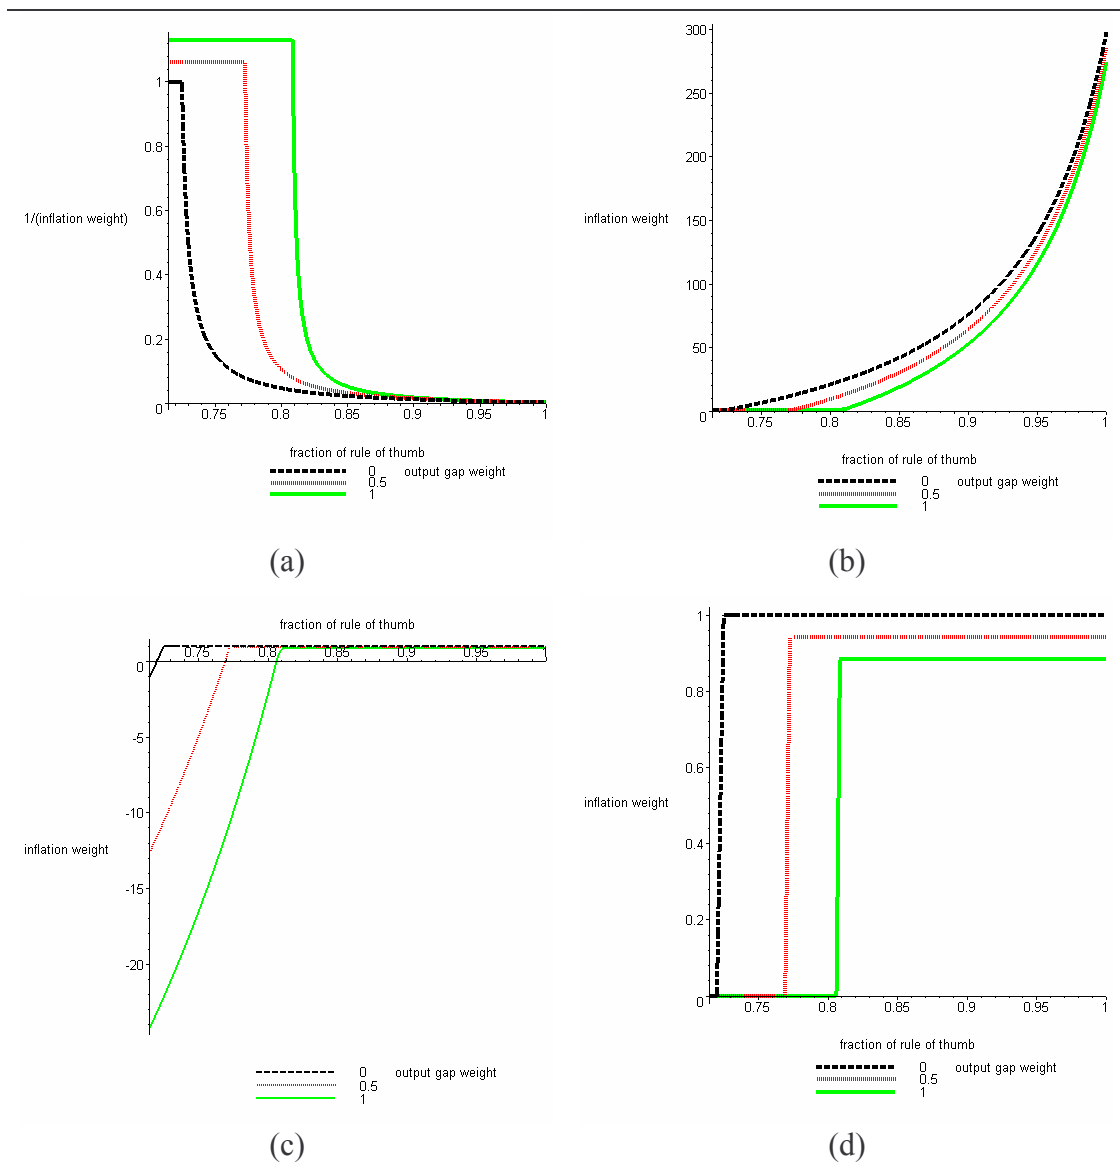 1
0.8
1/(inflation weight)
0.6
0.4
0.2
0
0.75 0.8 0.85 0.9 0.95 1
fraction of rule of thumb
0 output gap weight
0.5
1
(a)
300
250
200
inflation weight
150
100
50
0
0.75 0.8 0.85 0.9 0.95 1
fraction of rule of thumb
0 output gap weight
0.5
1
(b)
fraction of rule of thumb
0.75 0.8 0.85 0.9 0.95 1
0
-5
-10
inflation weight
-15
-20
0 output gap weight
0.5
1
(c)
1
0.8
inflation weight
0.6
0.4
0.2
0
0.75 0.8 0.85 0.9 0.95 1
fraction of rule of thumb
0 output gap weight
0.5
1
(d)